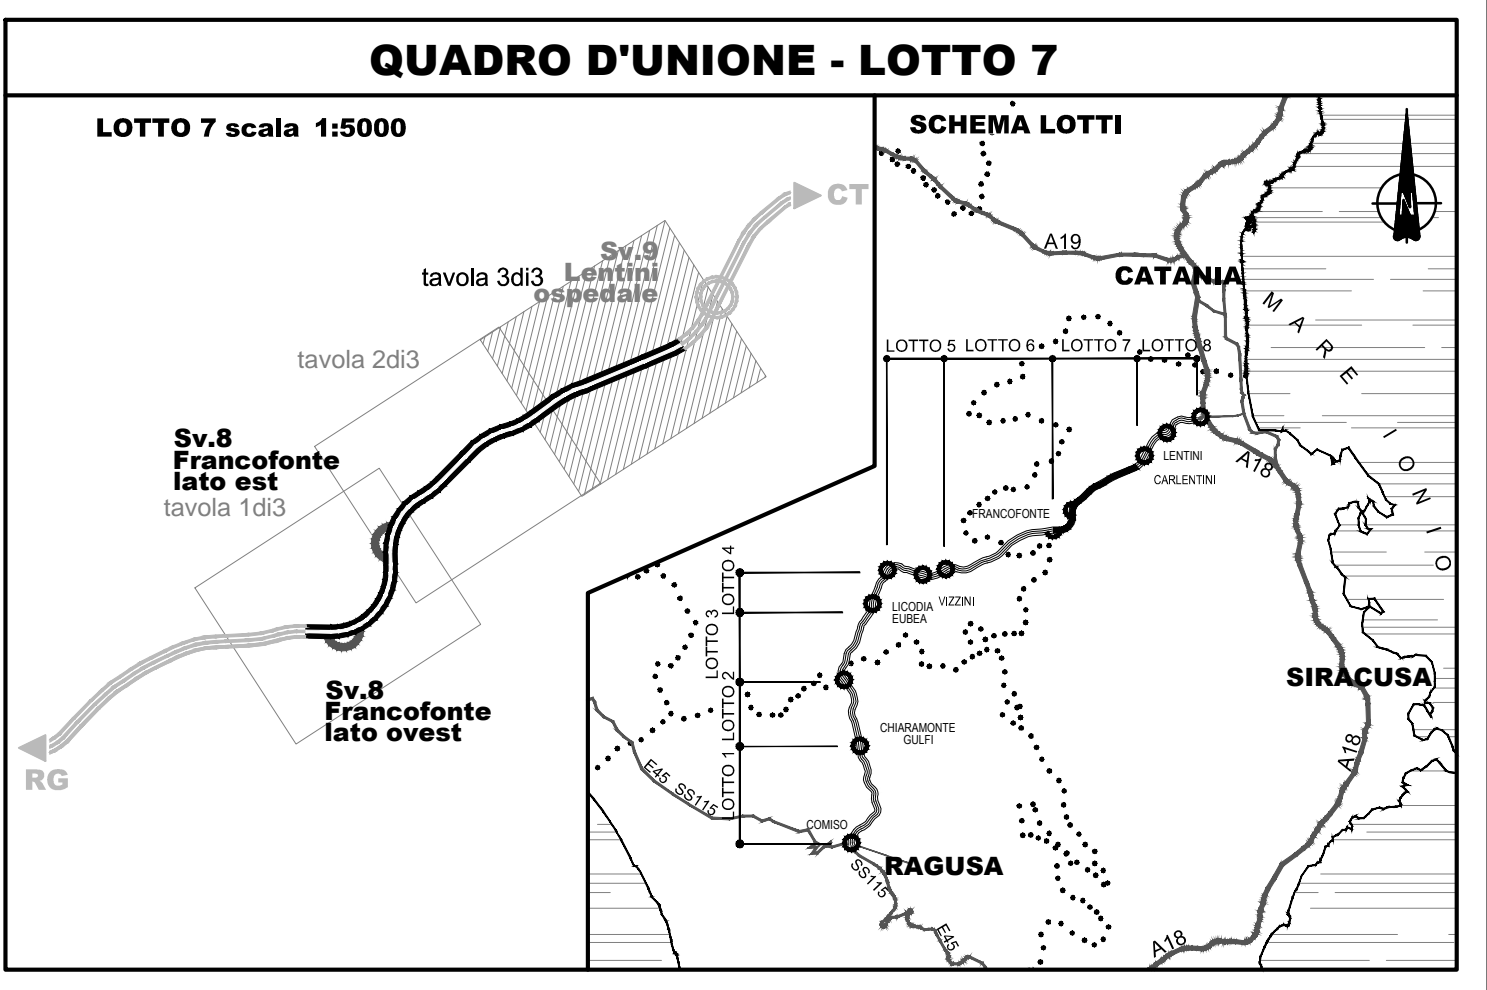 QUADRO D'UNIONE - LOTTO 7
LOTTO 7 scala 1:5000
CT
Sv.9
Lentini
ospedale
tavola 3di3
tavola 2di3
Sv.8
Francofonte
lato est
tavola 1di3
Sv.8
Francofonte
lato ovest
RG
SCHEMA LOTTI
N
A19
CATANIA
MARE IONIO
LOTTO 5
LOTTO 6
LOTTO 7
LOTTO 8
LENTINI
CARLENTINI
A18
FRANCOFONTE
LOTTO 4
LOTTO 3
LOTTO 2
LOTTO 1
VIZZINI
LICODIA
EUBEA
SIRACUSA
CHIARAMONTE
GULFI
A18
E45
SS115
COMISO
RAGUSA
SS115
E45
A18